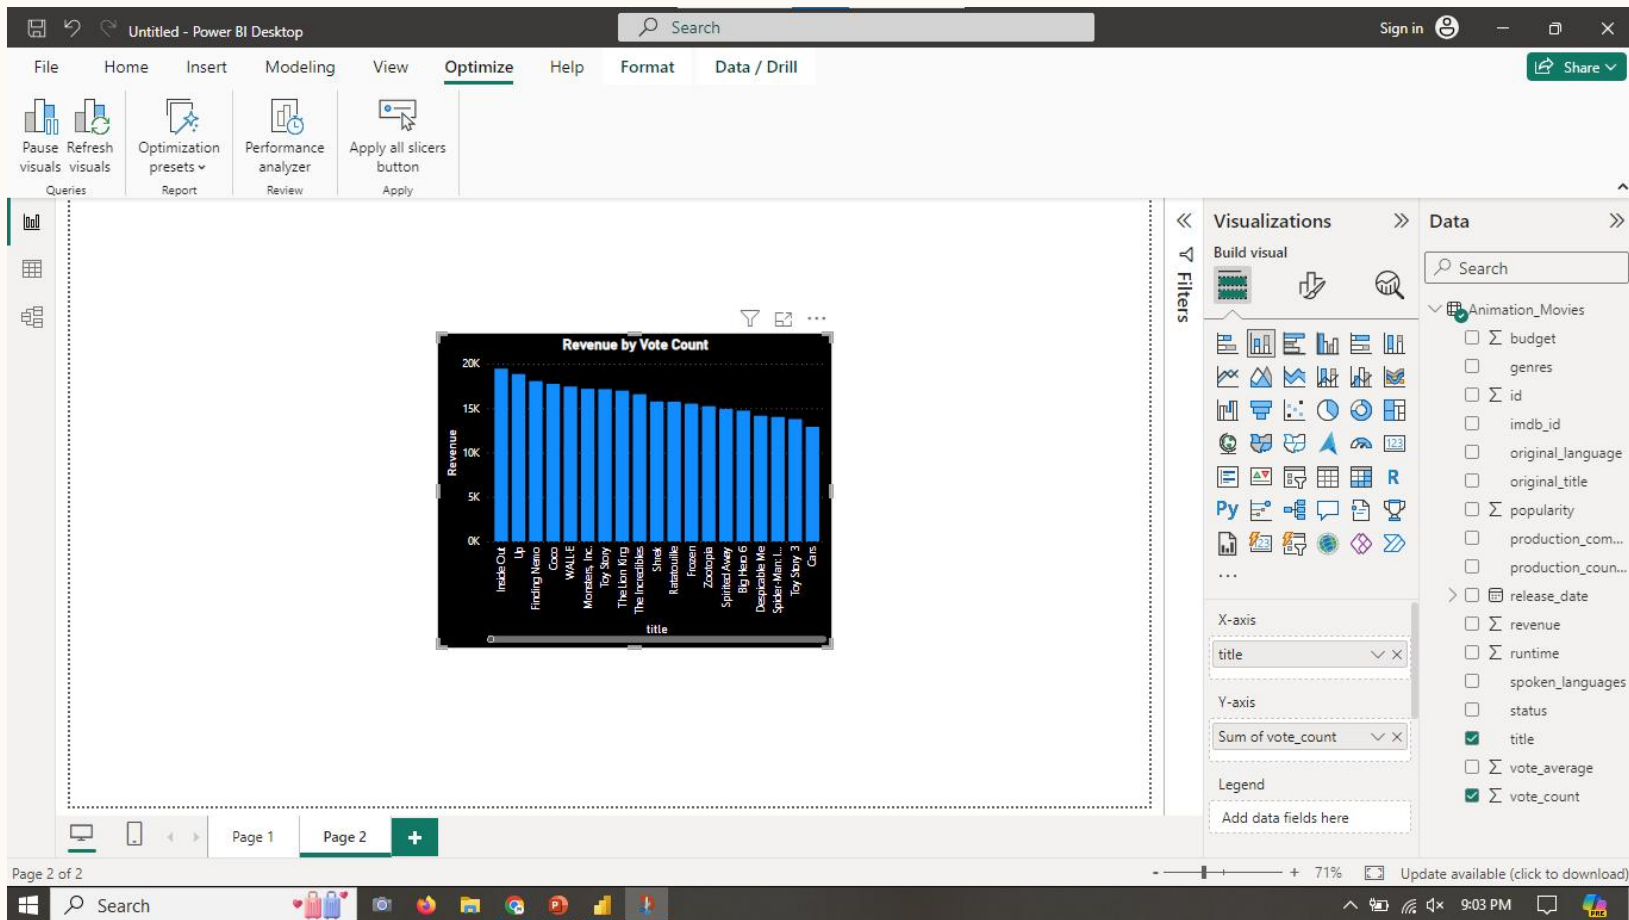 Untitled - Power BI Desktop
Search
Sign in
File Home Insert Modeling View Optimize Help Format Data / Drill
Share
Pause visuals
Refresh visuals
Optimization presets
Performance analyzer
Apply all slicers button
Queries Report Review Apply
Revenue by Vote Count
20K
15K
10K
5K
0K
Revenue
Inside Out
Up
Finding Nemo
Coco
WALL·E
Monsters, Inc.
Toy Story
The Lion King
The Incredibles
Shrek
Ratatouille
Frozen
Zootopia
Spirited Away
Big Hero 6
Despicable Me
Spider-Man: I...
Toy Story 3
Cars
title
Filters
Visualizations
Build visual
123
R
Py
123
...
X-axis
title
Y-axis
Sum of vote_count
Legend
Add data fields here
Data
Search
Animation_Movies
Σ budget
genres
Σ id
imdb_id
original_language
original_title
Σ popularity
production_com...
production_coun...
release_date
Σ revenue
Σ runtime
spoken_languages
status
title
Σ vote_average
Σ vote_count
Page 1
Page 2
+
Page 2 of 2
- + 71%
Update available (click to download)
Search
9:03 PM
PRE